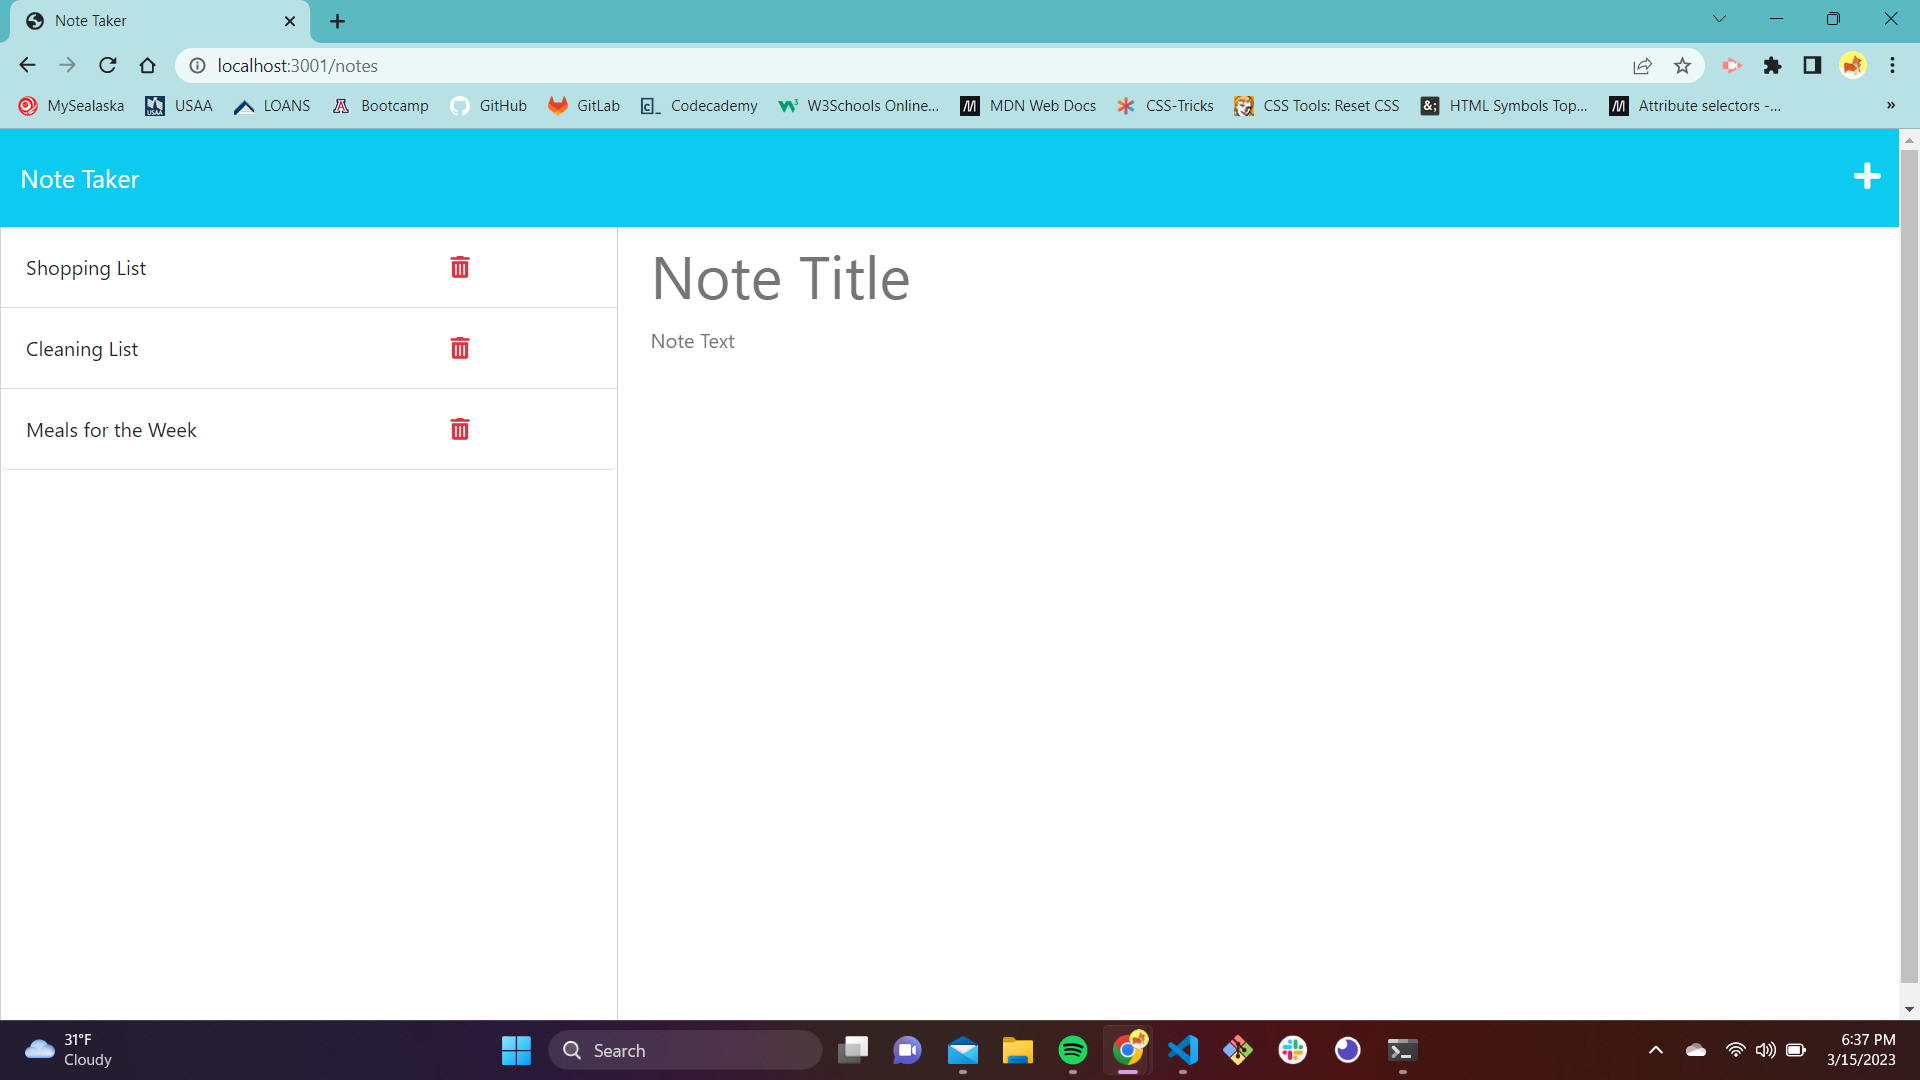 Note Taker
localhost:3001/notes
MySealaska USAA LOANS Bootcamp GitHub GitLab Codecademy W3Schools Online... MDN Web Docs CSS-Tricks CSS Tools: Reset CSS HTML Symbols Top... Attribute selectors -... »
Note Taker
Shopping List
Cleaning List
Meals for the Week
Note Title
Note Text
31°F
Cloudy
Search
6:37 PM
3/15/2023